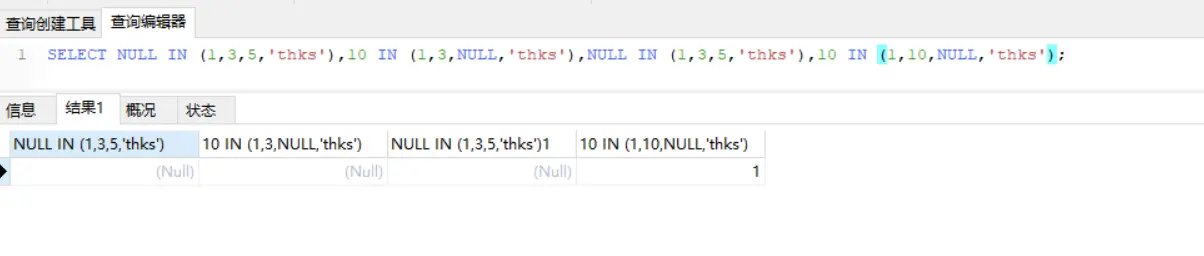 查询创建工具 查询编辑器
1 SELECT NULL IN (1,3,5,'thks'),10 IN (1,3,NULL,'thks'),NULL IN (1,3,5,'thks'),10 IN (1,10,NULL,'thks');
信息 结果1 概况 状态
NULL IN (1,3,5,'thks') 10 IN (1,3,NULL,'thks') NULL IN (1,3,5,'thks')1 10 IN (1,10,NULL,'thks')
(Null) (Null) (Null) 1